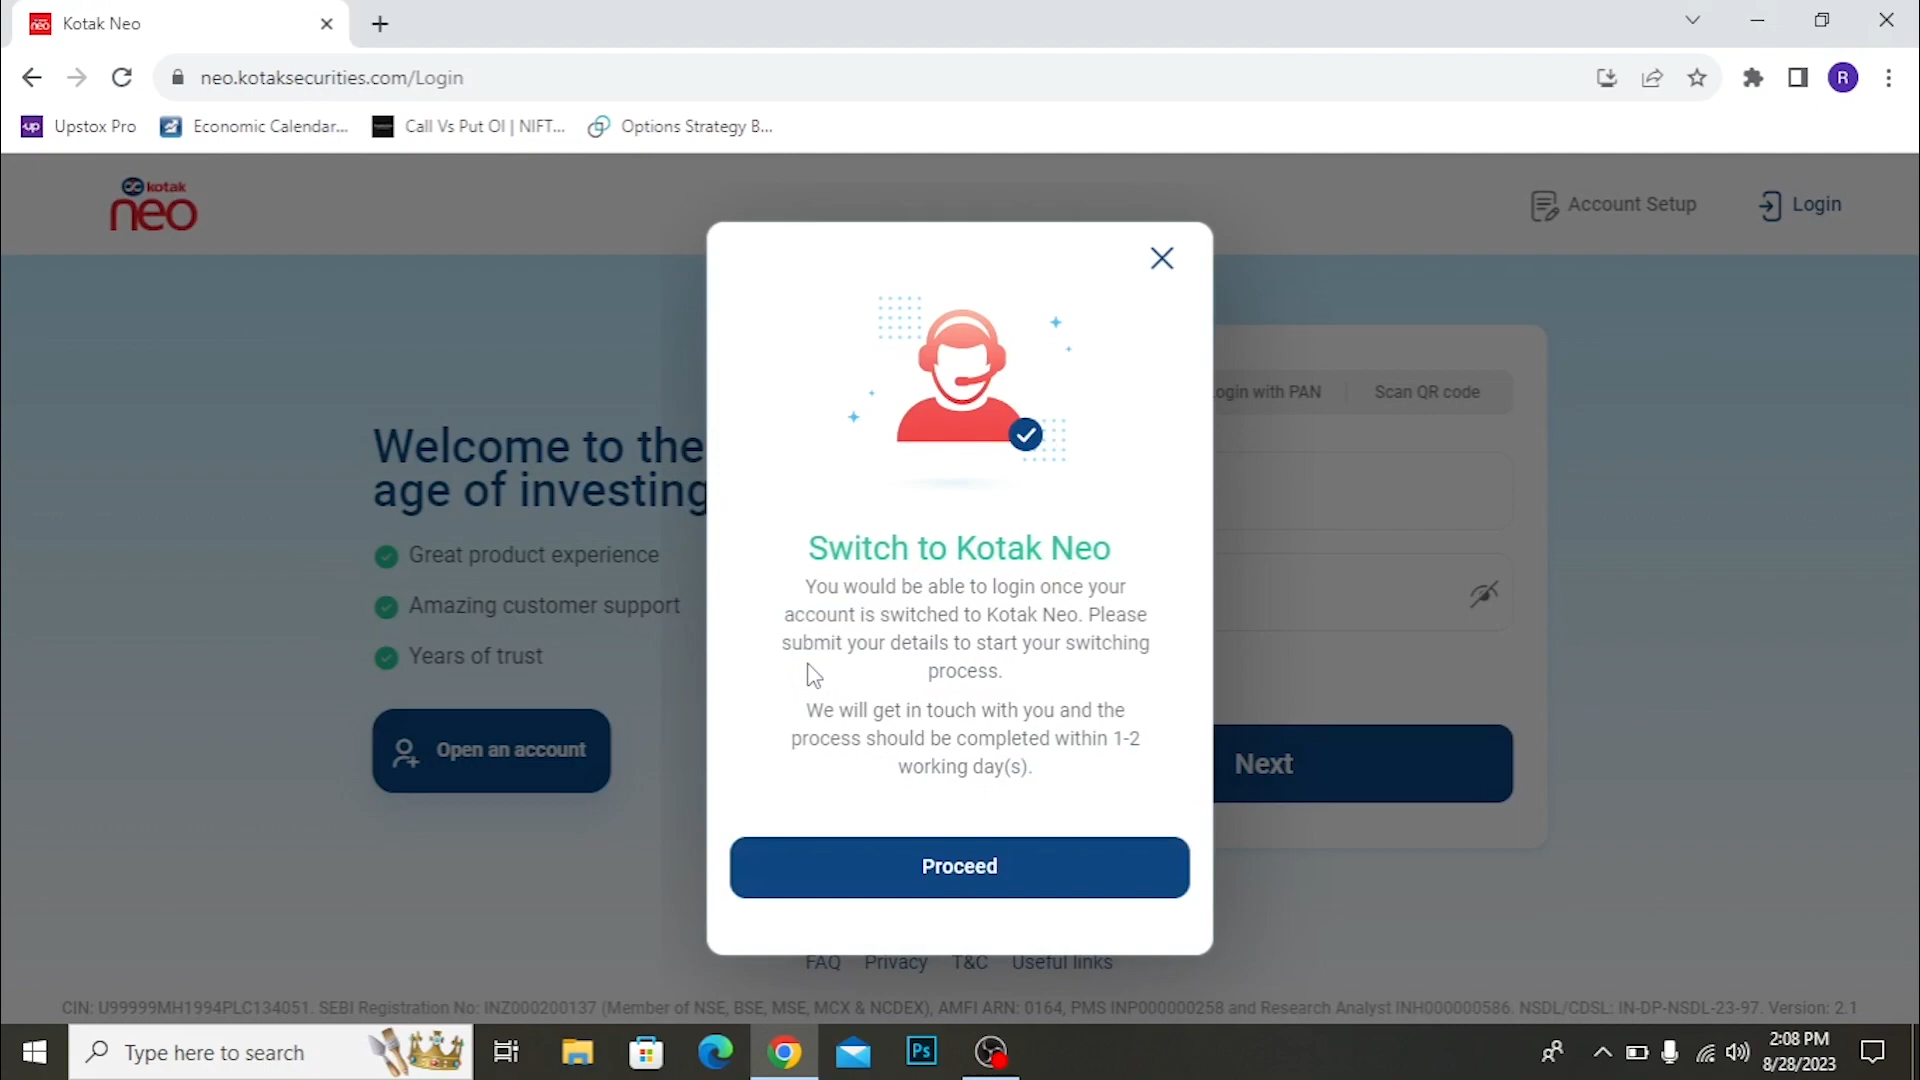 neo
Kotak Neo
neo.kotaksecurities.com/Login
R
up
Upstox Pro
Economic Calendar...
Call Vs Put OI | NIFT...
Options Strategy B...
kotak
neo
Account Setup
Login
Login with PAN
Scan QR code
Welcome to the
age of investing
Great product experience
Amazing customer support
Years of trust
Open an account
Switch to Kotak Neo
You would be able to login once your
account is switched to Kotak Neo. Please
submit your details to start your switching
process.
We will get in touch with you and the
process should be completed within 1-2
working day(s).
Proceed
Next
FAQ Privacy T&C Useful links
CIN: U99999MH1994PLC134051. SEBI Registration No: INZ000200137 (Member of NSE, BSE, MSE, MCX & NCDEX), AMFI ARN: 0164, PMS INP000000258 and Research Analyst INH000000586. NSDL/CDSL: IN-DP-NSDL-23-97. Version: 2.1
Type here to search
Ps
2:08 PM
8/28/2023